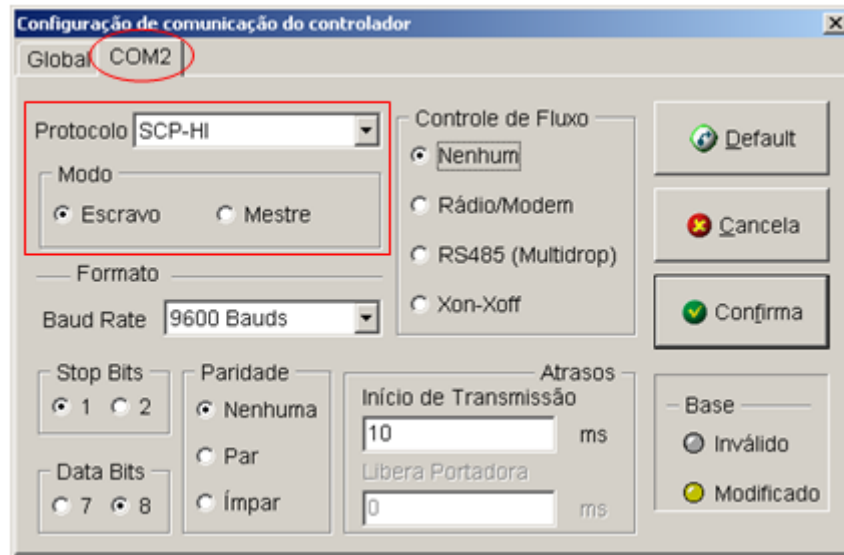 Configuração de comunicação do controlador
Global COM2
Protocolo SCP-HI
Modo
Escravo Mestre
Formato
Baud Rate 9600 Bauds
Stop Bits
1 2
Data Bits
7 8
Paridade
Nenhuma
Par
Ímpar
Controle de Fluxo
Nenhum
Rádio/Modem
RS485 (Multidrop)
Xon-Xoff
Atrasos
Início de Transmissão
10 ms
Libera Portadora
0 ms
Default
Cancela
Confirma
Base
Inválido
Modificado